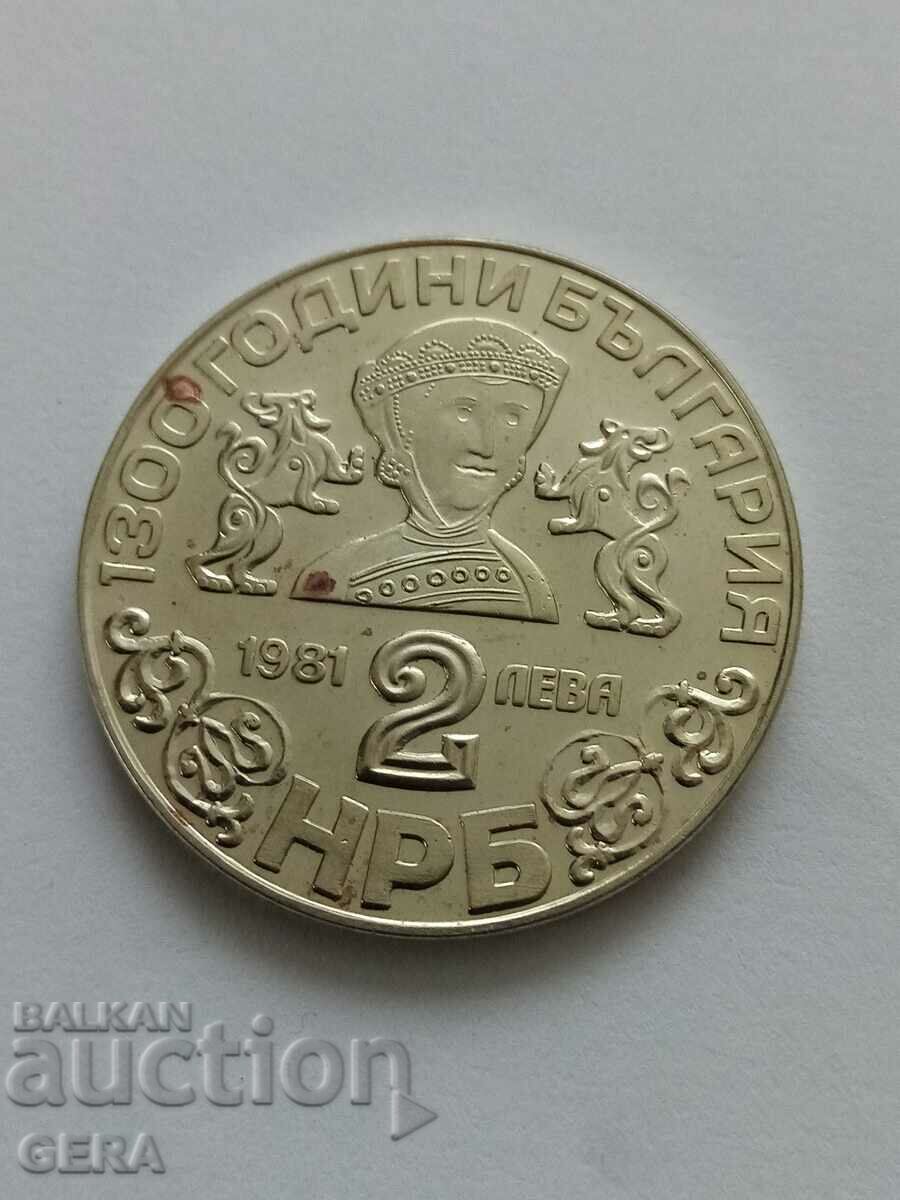 1300 ГОДИНИ БЪЛГАРИЯ
1981 2 ЛЕВА
НРБ
BALKAN
auction
GERA